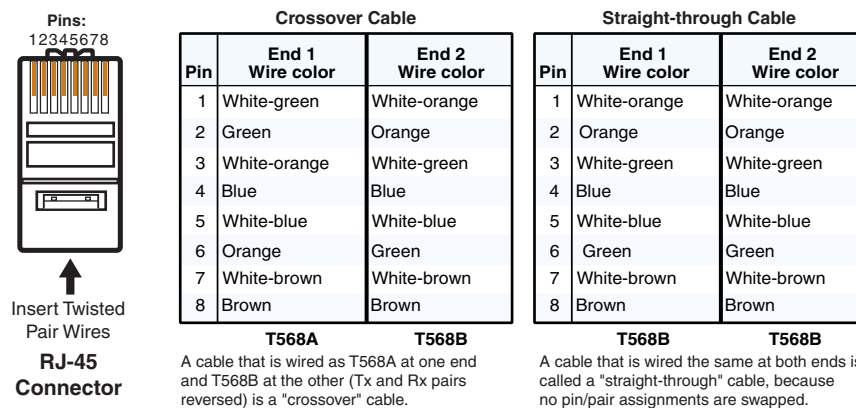 Pins:
12345678
Insert Twisted
Pair Wires
RJ-45
Connector
Crossover Cable
Pin End 1 Wire color End 2 Wire color
1 White-green White-orange
2 Green Orange
3 White-orange White-green
4 Blue Blue
5 White-blue White-blue
6 Orange Green
7 White-brown White-brown
8 Brown Brown
T568A T568B
A cable that is wired as T568A at one end
and T568B at the other (Tx and Rx pairs
reversed) is a "crossover" cable.
Straight-through Cable
Pin End 1 Wire color End 2 Wire color
1 White-orange White-orange
2 Orange Orange
3 White-green White-green
4 Blue Blue
5 White-blue White-blue
6 Green Green
7 White-brown White-brown
8 Brown Brown
T568B T568B
A cable that is wired the same at both ends is
called a "straight-through" cable, because
no pin/pair assignments are swapped.